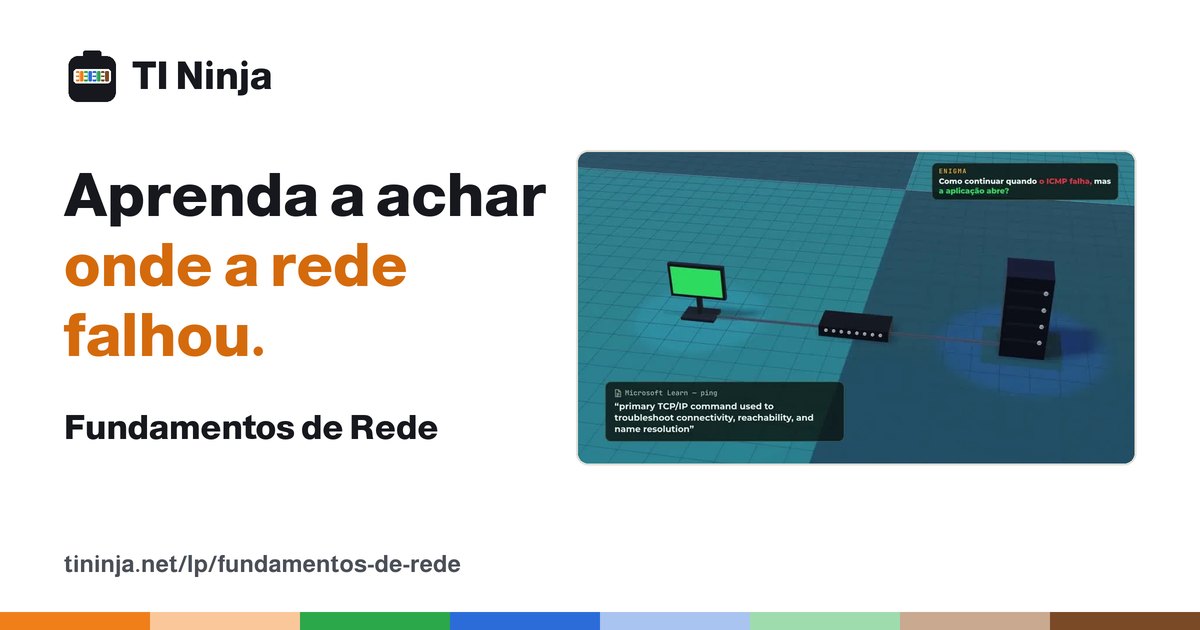 TI Ninja
Aprenda a achar
onde a rede
falhou.
Fundamentos de Rede
tininja.net/lp/fundamentos-de-rede
ENIGMA
Como continuar quando o ICMP falha, mas
a aplicação abre?
Microsoft Learn — ping
“primary TCP/IP command used to
troubleshoot connectivity, reachability, and
name resolution”